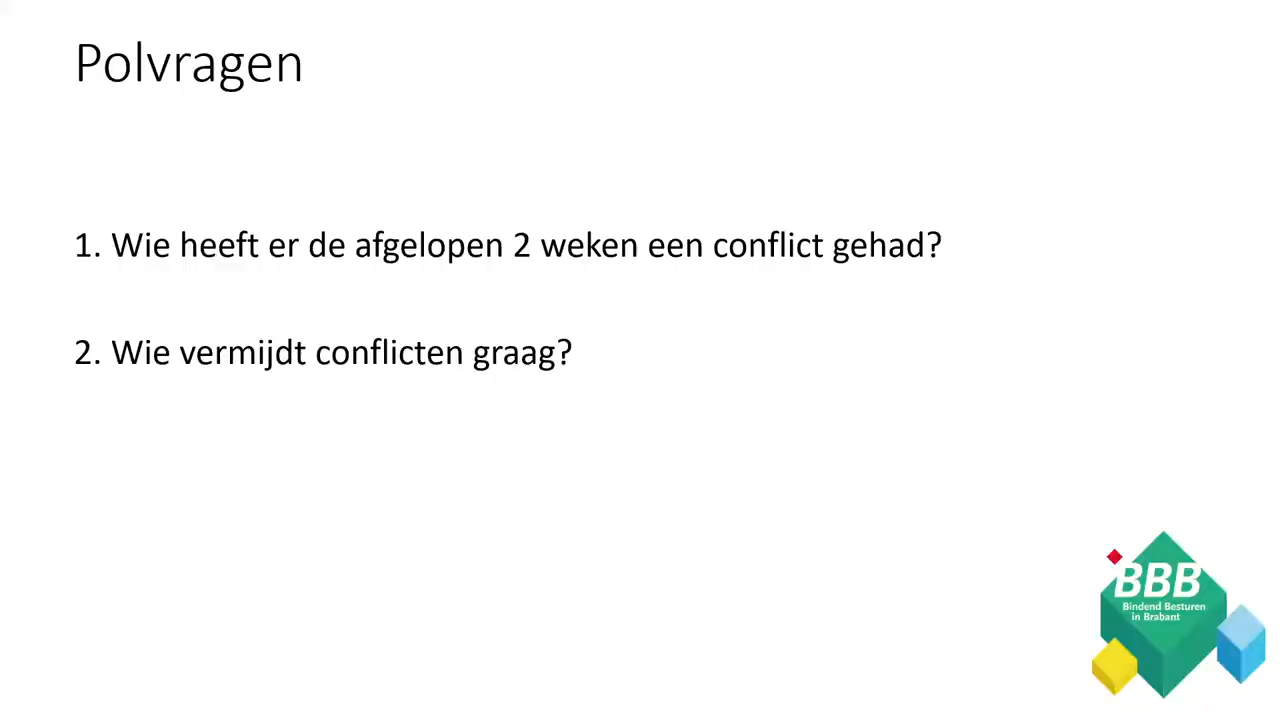 Polvragen
1. Wie heeft er de afgelopen 2 weken een conflict gehad?
2. Wie vermijdt conflicten graag?
BBB
Bindend Besturen
in Brabant